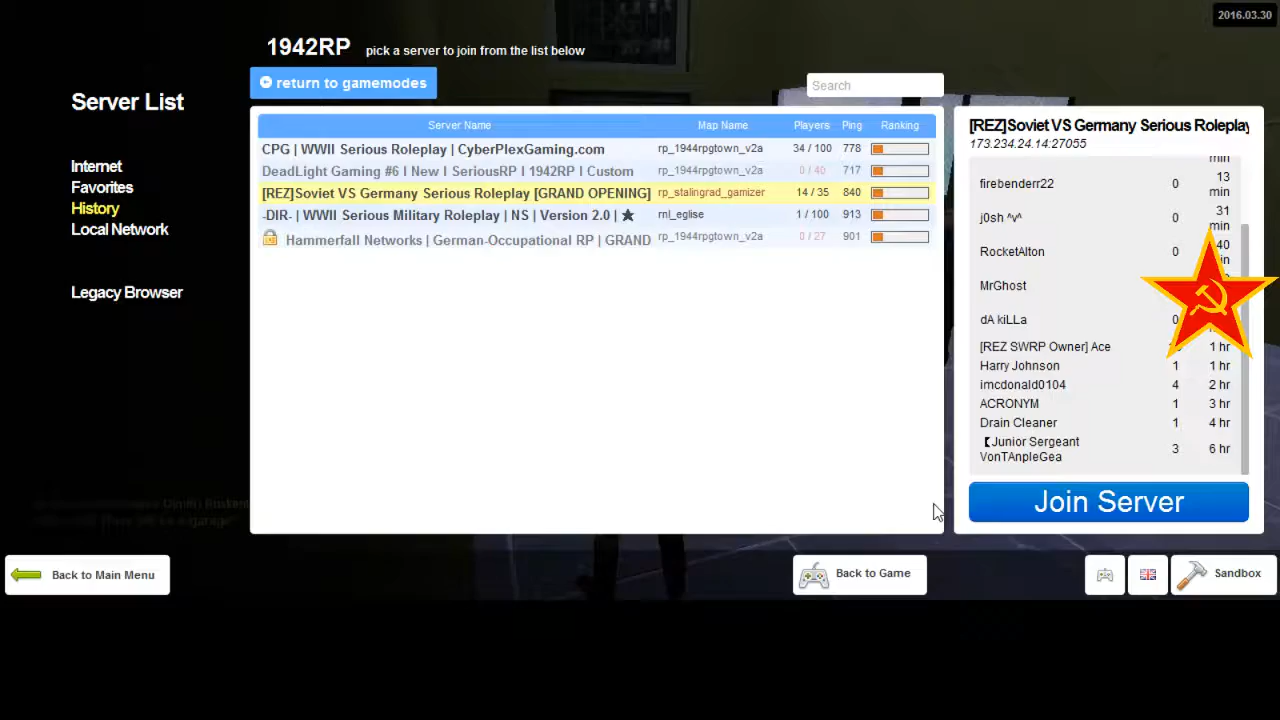 2016.03.30
1942RP pick a server to join from the list below
return to gamemodes
Search
Server List
Internet
Favorites
History
Local Network
Legacy Browser
Server Name Map Name Players Ping Ranking
CPG | WWII Serious Roleplay | CyberPlexGaming.com rp_1944rpgtown_v2a 34 / 100 778
DeadLight Gaming #6 I New I SeriousRP I 1942RP I Custom rp_1944rpgtown_v2a 0 / 40 717
[REZ]Soviet VS Germany Serious Roleplay [GRAND OPENING] rp_stalingrad_gamizer 14 / 35 840
-DIR- | WWII Serious Military Roleplay | NS | Version 2.0 | ★ rnl_eglise 1 / 100 913
Hammerfall Networks | German-Occupational RP | GRAND rp_1944rpgtown_v2a 0 / 27 901
[REZ]Soviet VS Germany Serious Roleplay
173.234.24.14:27055
min
firebenderr22 0 13 min
j0sh ^v^ 0 31 min
RocketAlton 0 40
MrGhost
dA kiLLa 0
[REZ SWRP Owner] Ace 1 hr
Harry Johnson 1 1 hr
imcdonald0104 4 2 hr
ACRONYM 1 3 hr
Drain Cleaner 1 4 hr
【Junior Sergeant
VonTAnpleGea 3 6 hr
Join Server
Back to Main Menu
Back to Game
Sandbox